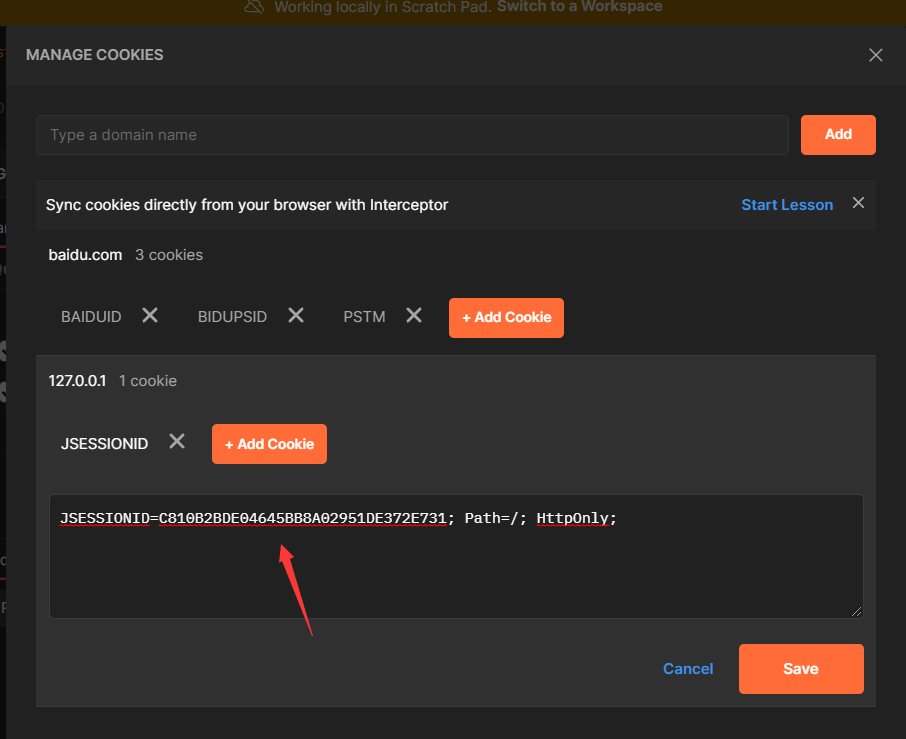 Working locally in Scratch Pad. Switch to a Workspace
MANAGE COOKIES
Type a domain name
Add
Sync cookies directly from your browser with Interceptor
Start Lesson
baidu.com 3 cookies
BAIDUID
BIDUPSID
PSTM
+ Add Cookie
127.0.0.1 1 cookie
JSESSIONID
+ Add Cookie
JSESSIONID=C810B2BDE04645BB8A02951DE372E731; Path=/; HttpOnly;
Cancel
Save